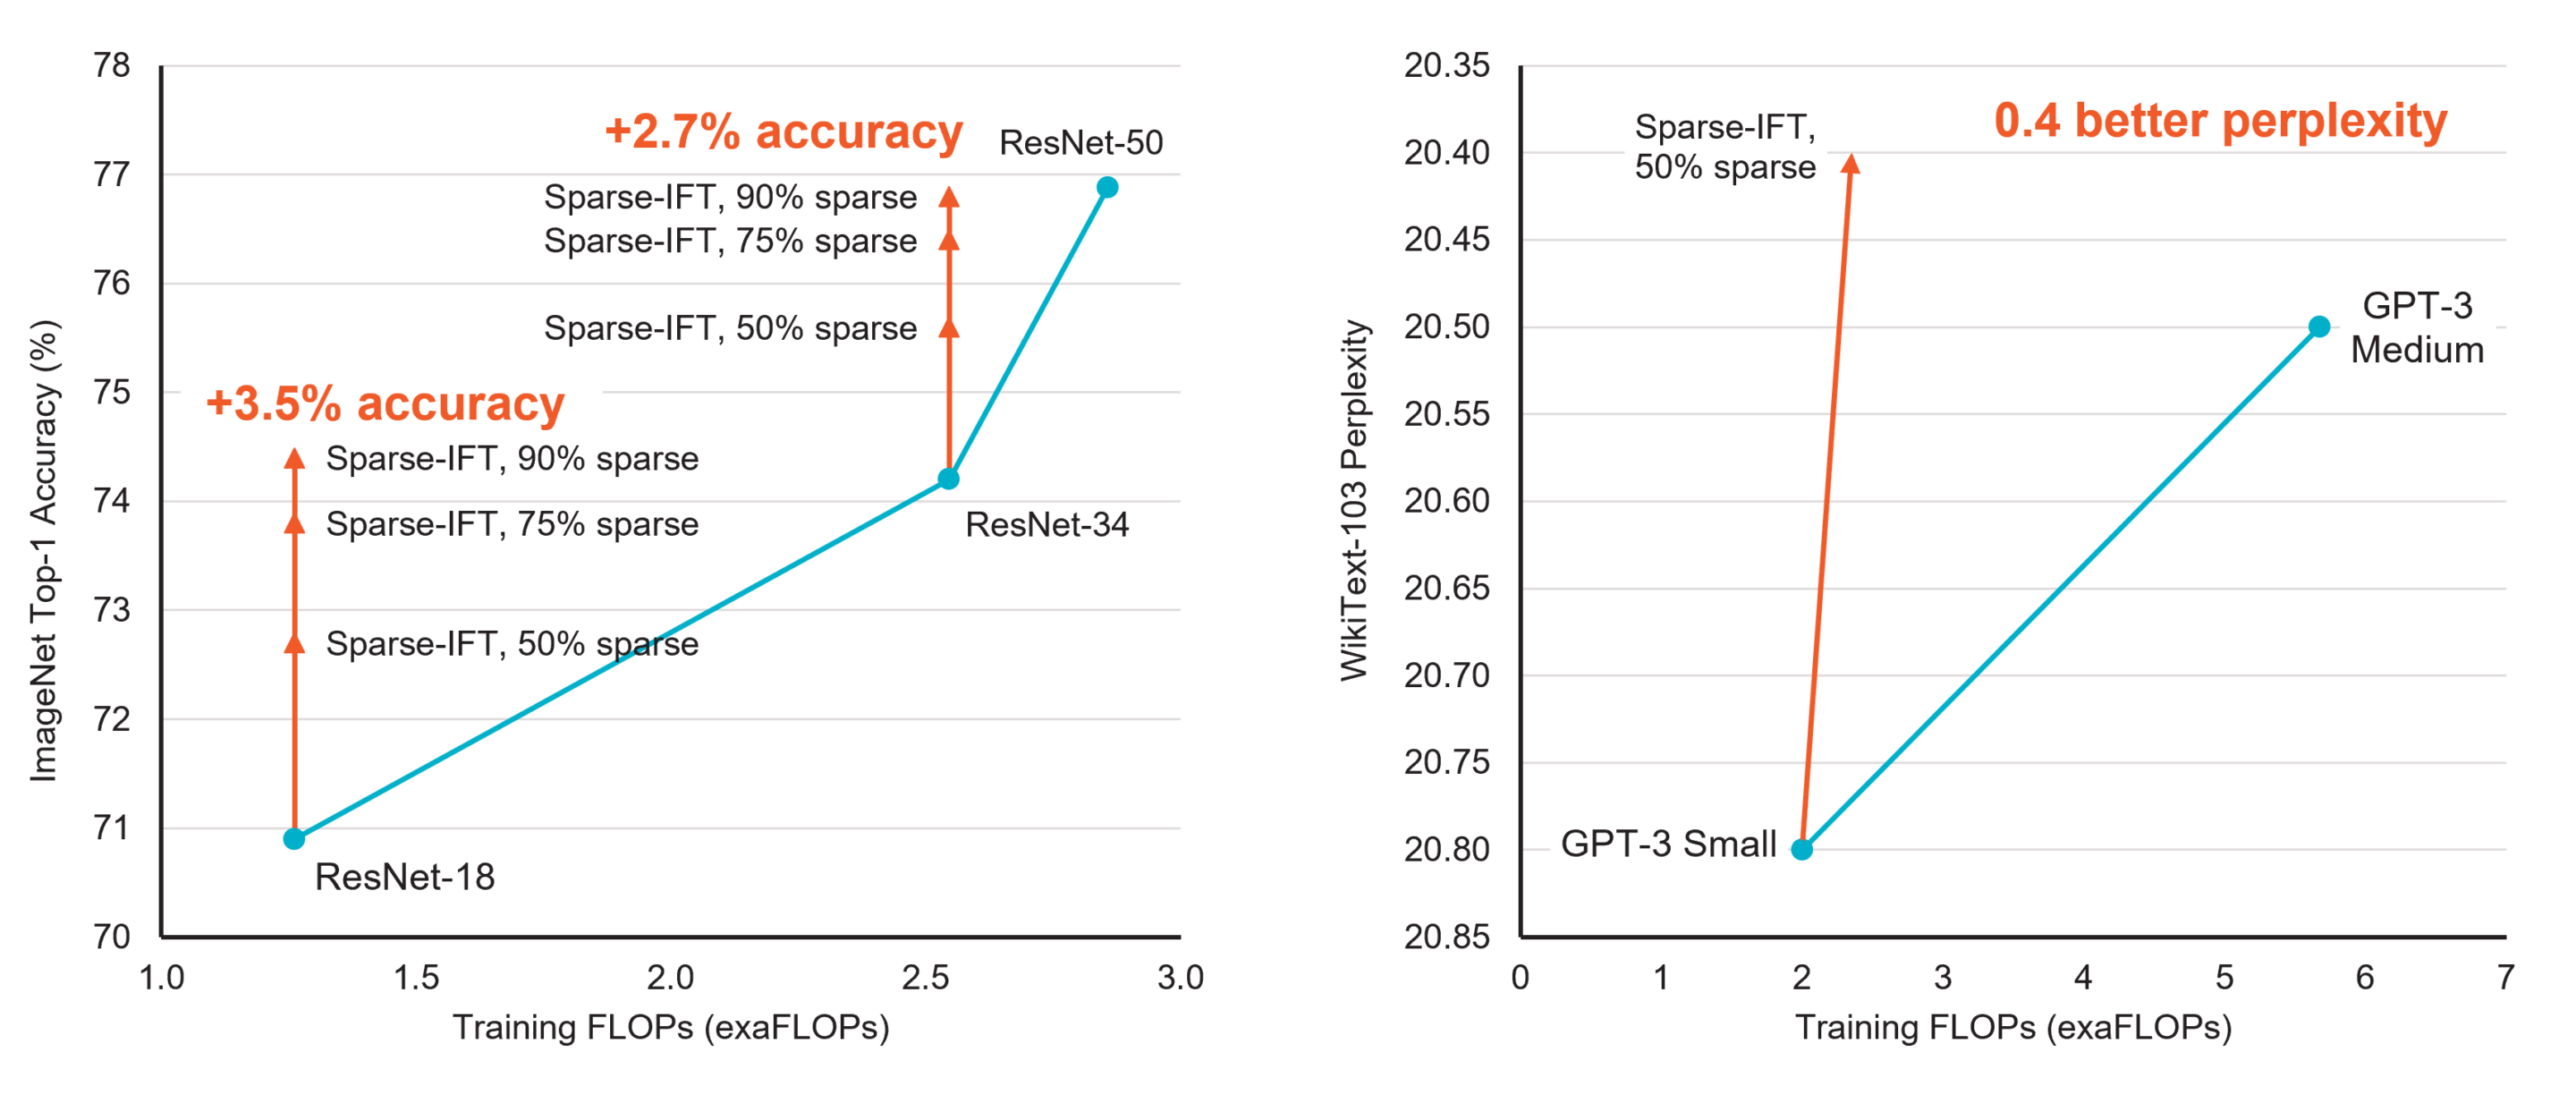 78
77
76
75
74
73
72
71
70
ImageNet Top-1 Accuracy (%)
+2.7% accuracy
ResNet-50
Sparse-IFT, 90% sparse
Sparse-IFT, 75% sparse
Sparse-IFT, 50% sparse
+3.5% accuracy
Sparse-IFT, 90% sparse
Sparse-IFT, 75% sparse
ResNet-34
Sparse-IFT, 50% sparse
ResNet-18
1.0 1.5 2.0 2.5 3.0
Training FLOPs (exaFLOPs)
20.35
20.40
20.45
20.50
20.55
20.60
20.65
20.70
20.75
20.80
20.85
WikiText-103 Perplexity
Sparse-IFT,
50% sparse
0.4 better perplexity
GPT-3
Medium
GPT-3 Small
0 1 2 3 4 5 6 7
Training FLOPs (exaFLOPs)